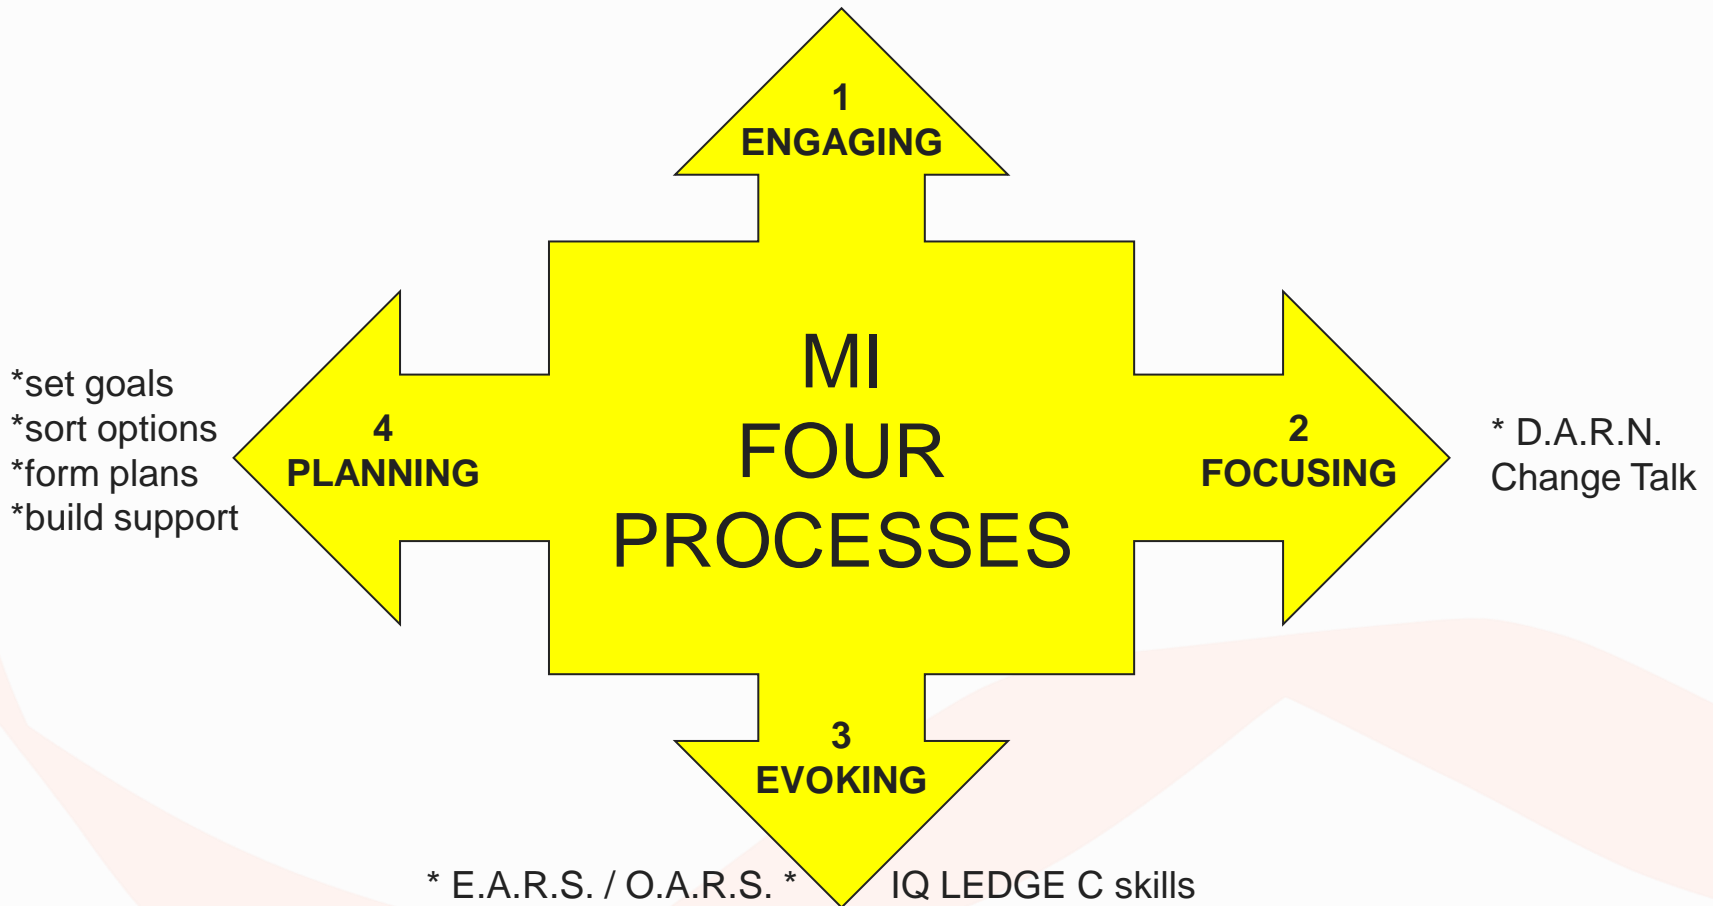 1
ENGAGING
MI
FOUR
PROCESSES
*set goals
*sort options
*form plans
*build support
4
PLANNING
2
FOCUSING
* D.A.R.N.
Change Talk
3
EVOKING
* E.A.R.S. / O.A.R.S. * IQ LEDGE C skills